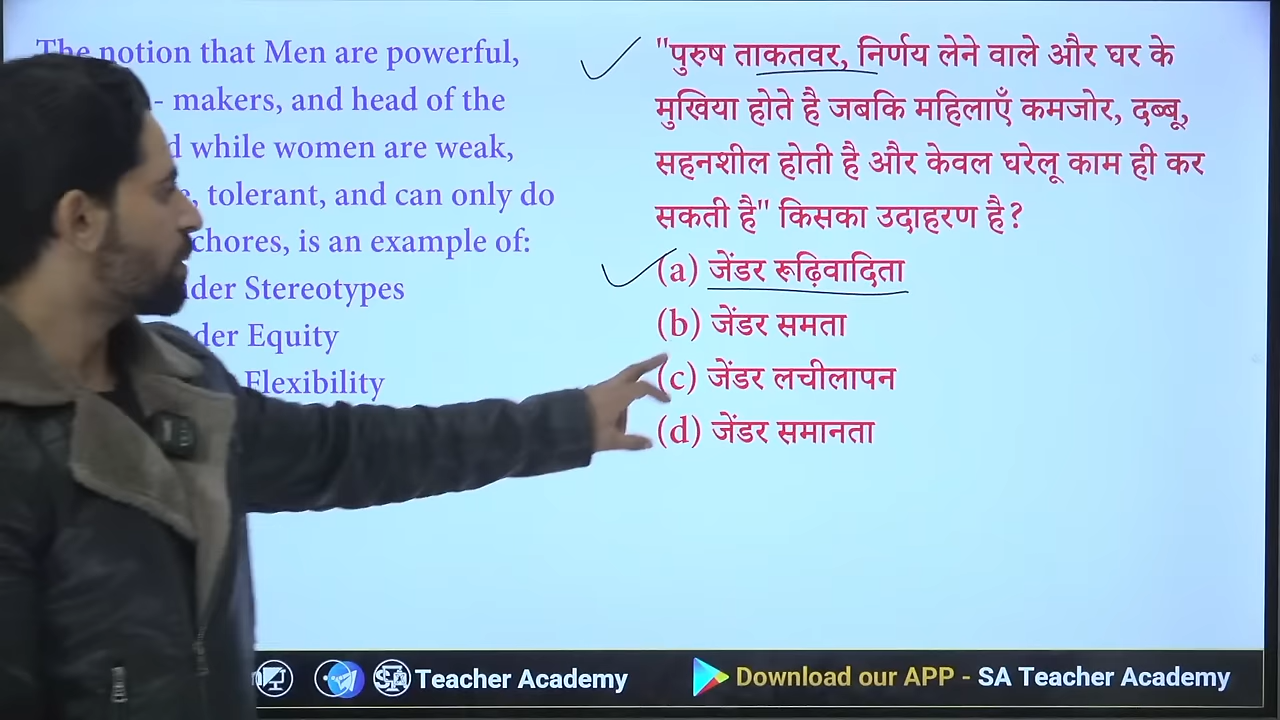 The notion that Men are powerful,
- makers, and head of the
while women are weak,
tolerant, and can only do
chores, is an example of:
Stereotypes
Equity
Flexibility
"पुरुष ताकतवर, निर्णय लेने वाले और घर के
मुखिया होते है जबकि महिलाएँ कमजोर, दब्बू,
सहनशील होती है और केवल घरेलू काम ही कर
सकती है" किसका उदाहरण है?
(a) जेंडर रूढ़िवादिता
(b) जेंडर समता
(c) जेंडर लचीलापन
(d) जेंडर समानता
Teacher Academy
Download our APP - SA Teacher Academy